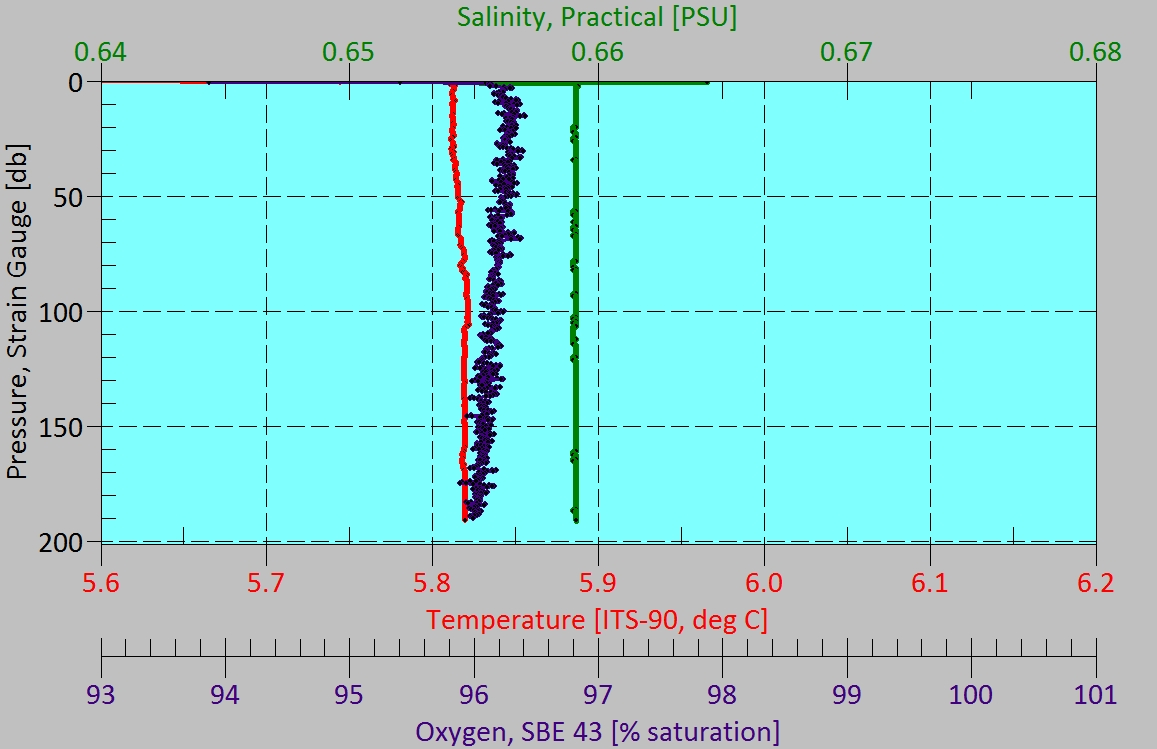 Salinity, Practical [PSU]
0.64 0.65 0.66 0.67 0.68
0
50
100
150
200
Pressure, Strain Gauge [db]
5.6 5.7 5.8 5.9 6.0 6.1 6.2
Temperature [ITS-90, deg C]
93 94 95 96 97 98 99 100 101
Oxygen, SBE 43 [% saturation]